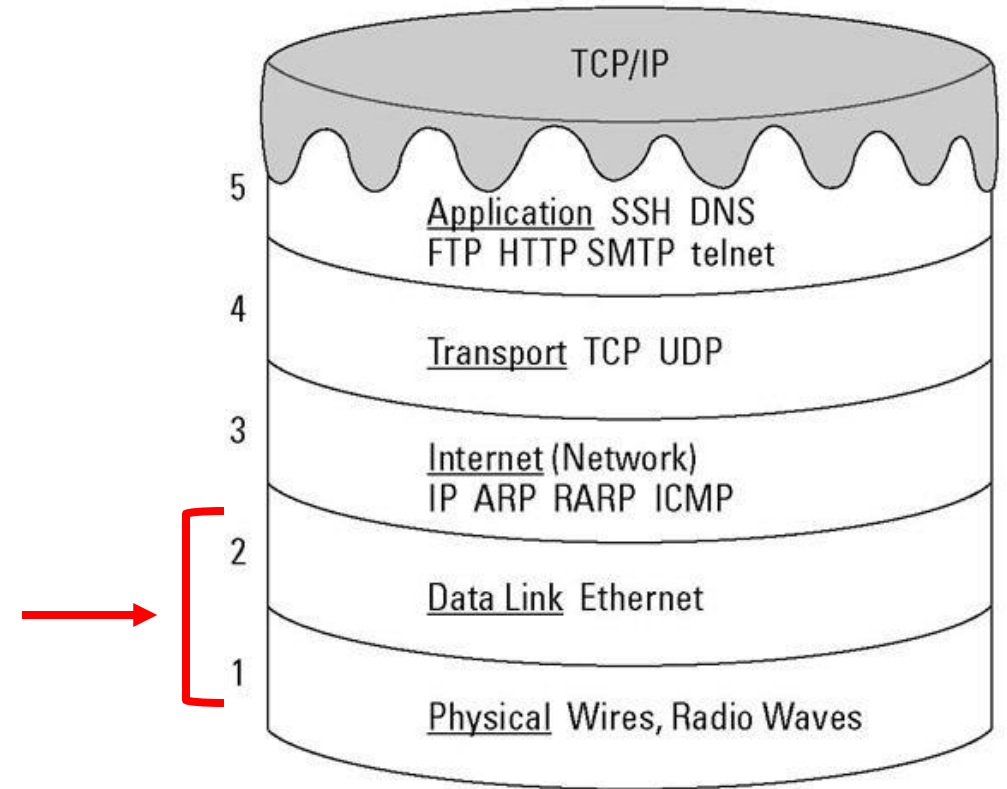 TCP/IP
5
Application SSH DNS
FTP HTTP SMTP telnet
4
Transport TCP UDP
3
Internet (Network)
IP ARP RARP ICMP
2
Data Link Ethernet
1
Physical Wires, Radio Waves